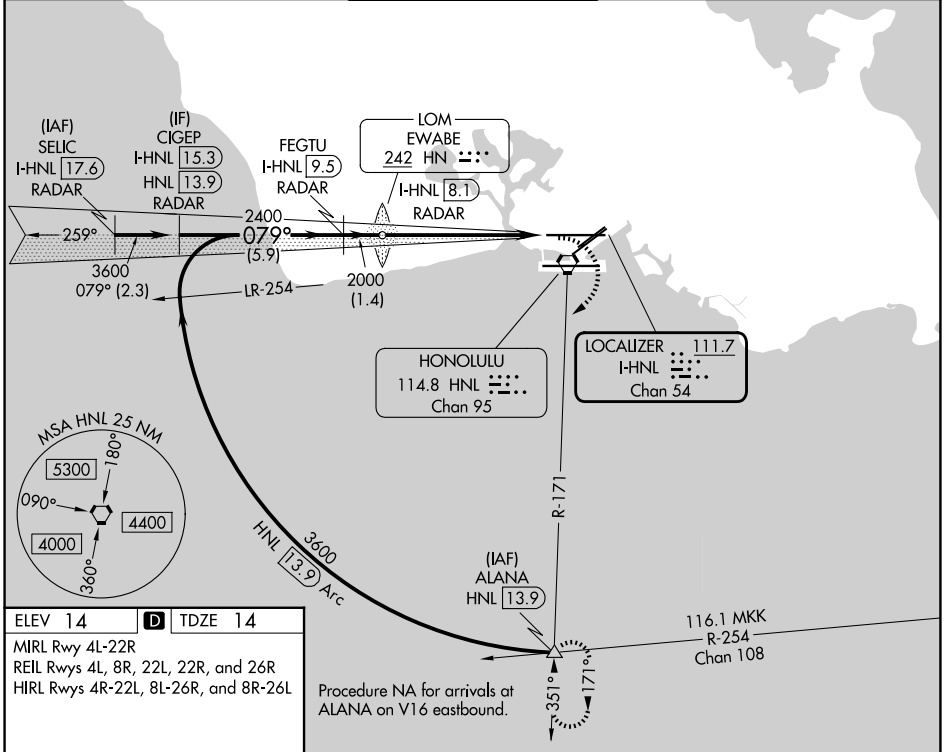 (IAF)
SELIC
I-HNL 17.6
RADAR
(IF)
CIGEP
I-HNL 15.3
HNL 13.9
RADAR
FEGTU
I-HNL 9.5
RADAR
LOM
EWABE
242 HN
I-HNL 8.1
RADAR
259°
2400
079°
(5.9)
3600
079° (2.3)
LR-254
2000
(1.4)
HONOLULU
114.8 HNL
Chan 95
LOCALIZER 111.7
I-HNL
Chan 54
MSA HNL 25 NM
5300
180°
090°
4400
4000
360°
R-171
3600
HNL 13.9 Arc
(IAF)
ALANA
HNL 13.9
116.1 MKK
R-254
Chan 108
351°
171°
Procedure NA for arrivals at
ALANA on V16 eastbound.
ELEV 14 D TDZE 14
MIRL Rwy 4L-22R
REIL Rwys 4L, 8R, 22L, 22R, and 26R
HIRL Rwys 4R-22L, 8L-26R, and 8R-26L